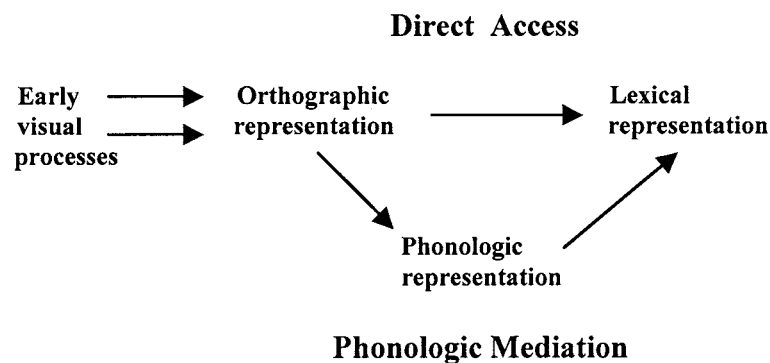 Direct Access
Early
visual
processes
Orthographic
representation
Lexical
representation
Phonologic
representation
Phonologic Mediation